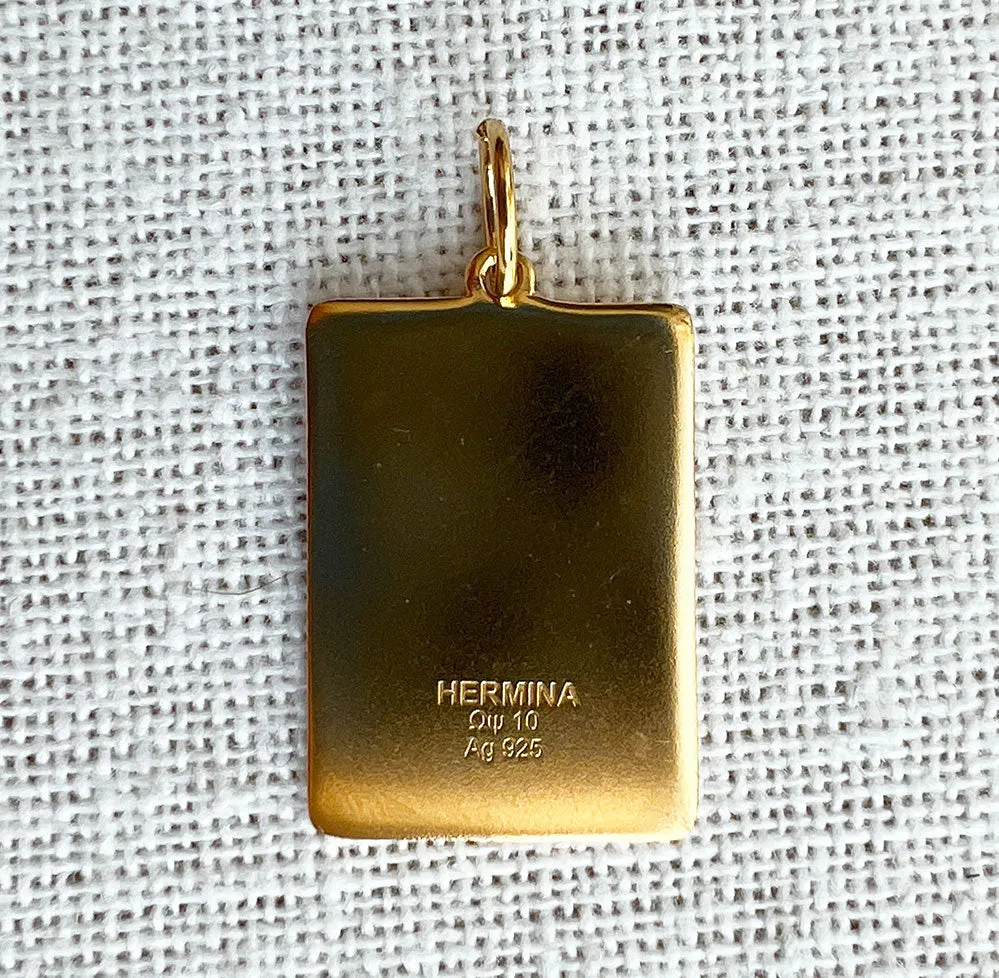 HERMINA
Ωψ 10
Ag 925